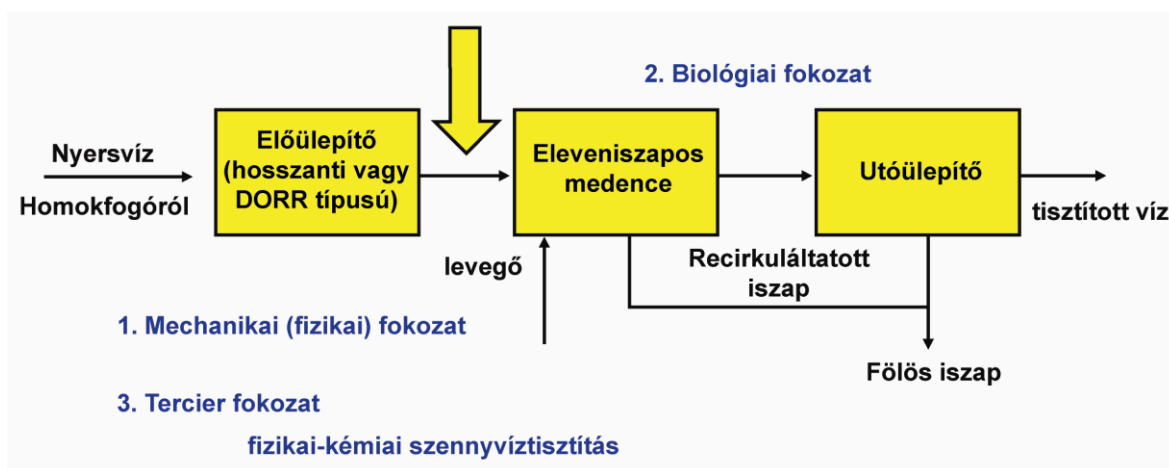 2. Biológiai fokozat
Nyersvíz
Homokfogóról
Előülepítő
(hosszanti vagy
DORR típusú)
Eleveniszapos
medence
Utóülepítő
tisztított víz
levegő
Recirkuláltatott
iszap
1. Mechanikai (fizikai) fokozat
Fölös iszap
3. Tercier fokozat
fizikai-kémiai szennyvíztisztítás